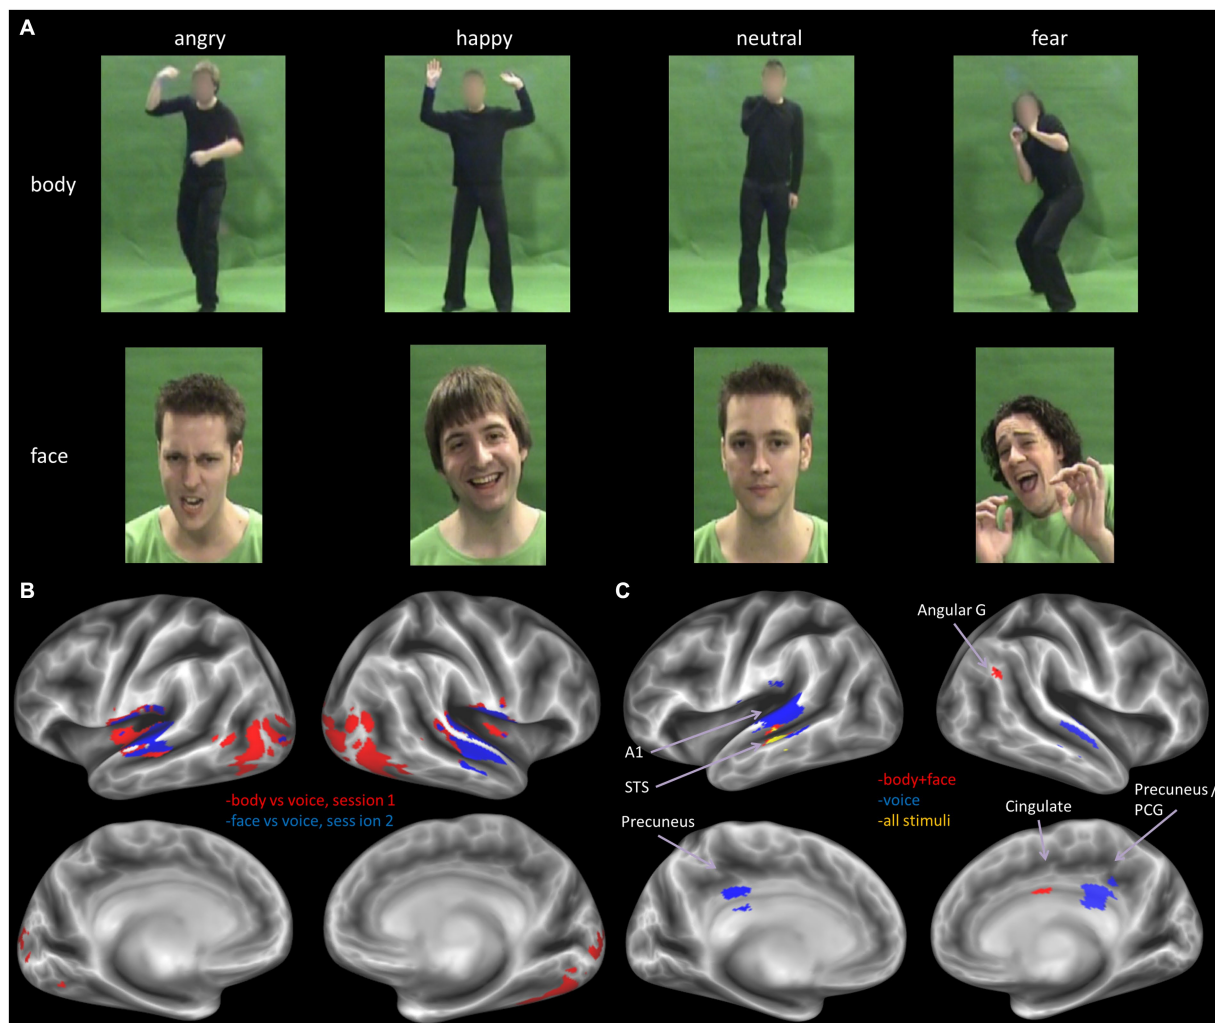 A
angry
happy
neutral
fear
body
face
B
-body vs voice, session 1
-face vs voice, sess ion 2
C
Angular G
A1
STS
-body+face
-voice
-all stimuli
Precuneus
Cingulate
Precuneus /
PCG